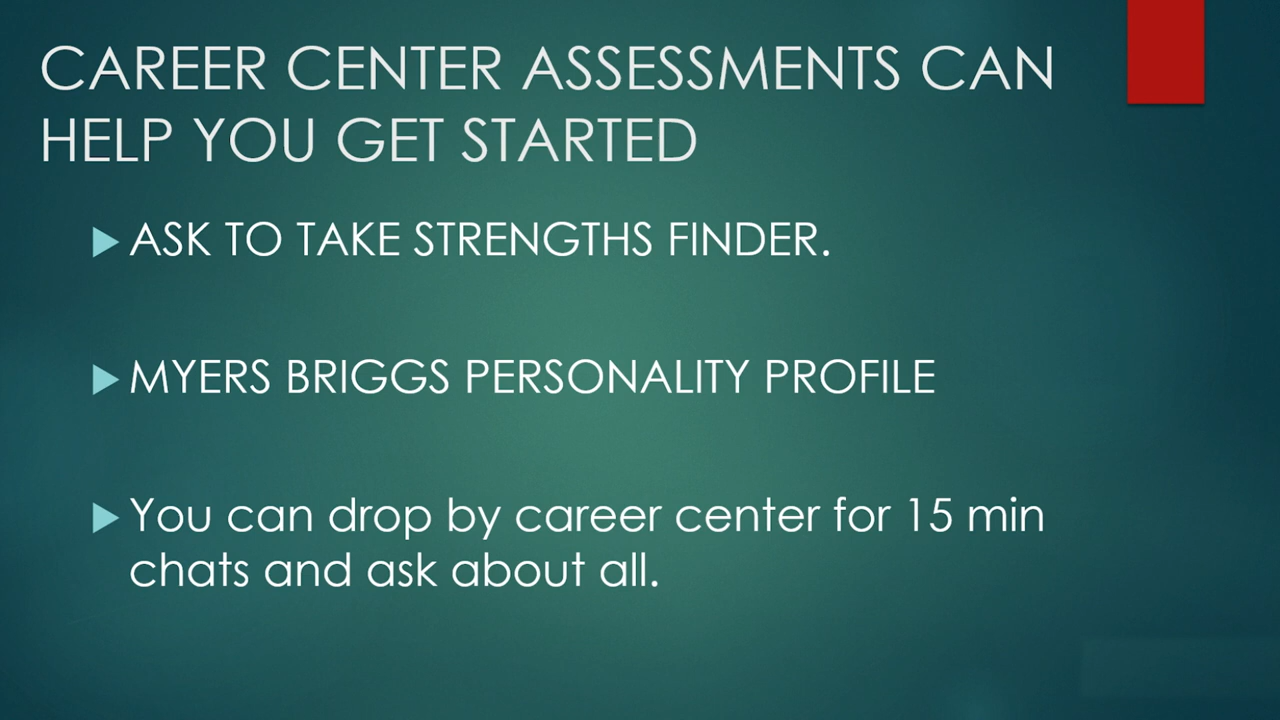 CAREER CENTER ASSESSMENTS CAN
HELP YOU GET STARTED
ASK TO TAKE STRENGTHS FINDER.
MYERS BRIGGS PERSONALITY PROFILE
You can drop by career center for 15 min
chats and ask about all.